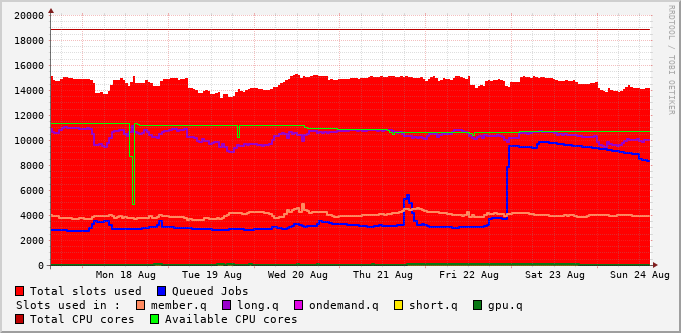 20000
18000
16000
14000
12000
10000
8000
6000
4000
2000
0
Mon 18 Aug Tue 19 Aug Wed 20 Aug Thu 21 Aug Fri 22 Aug Sat 23 Aug Sun 24 Aug
Total slots used Queued Jobs
Slots used in : member.q long.q ondemand.q short.q gpu.q
Total CPU cores Available CPU cores
RRDTOOL / TOBI OETIKER